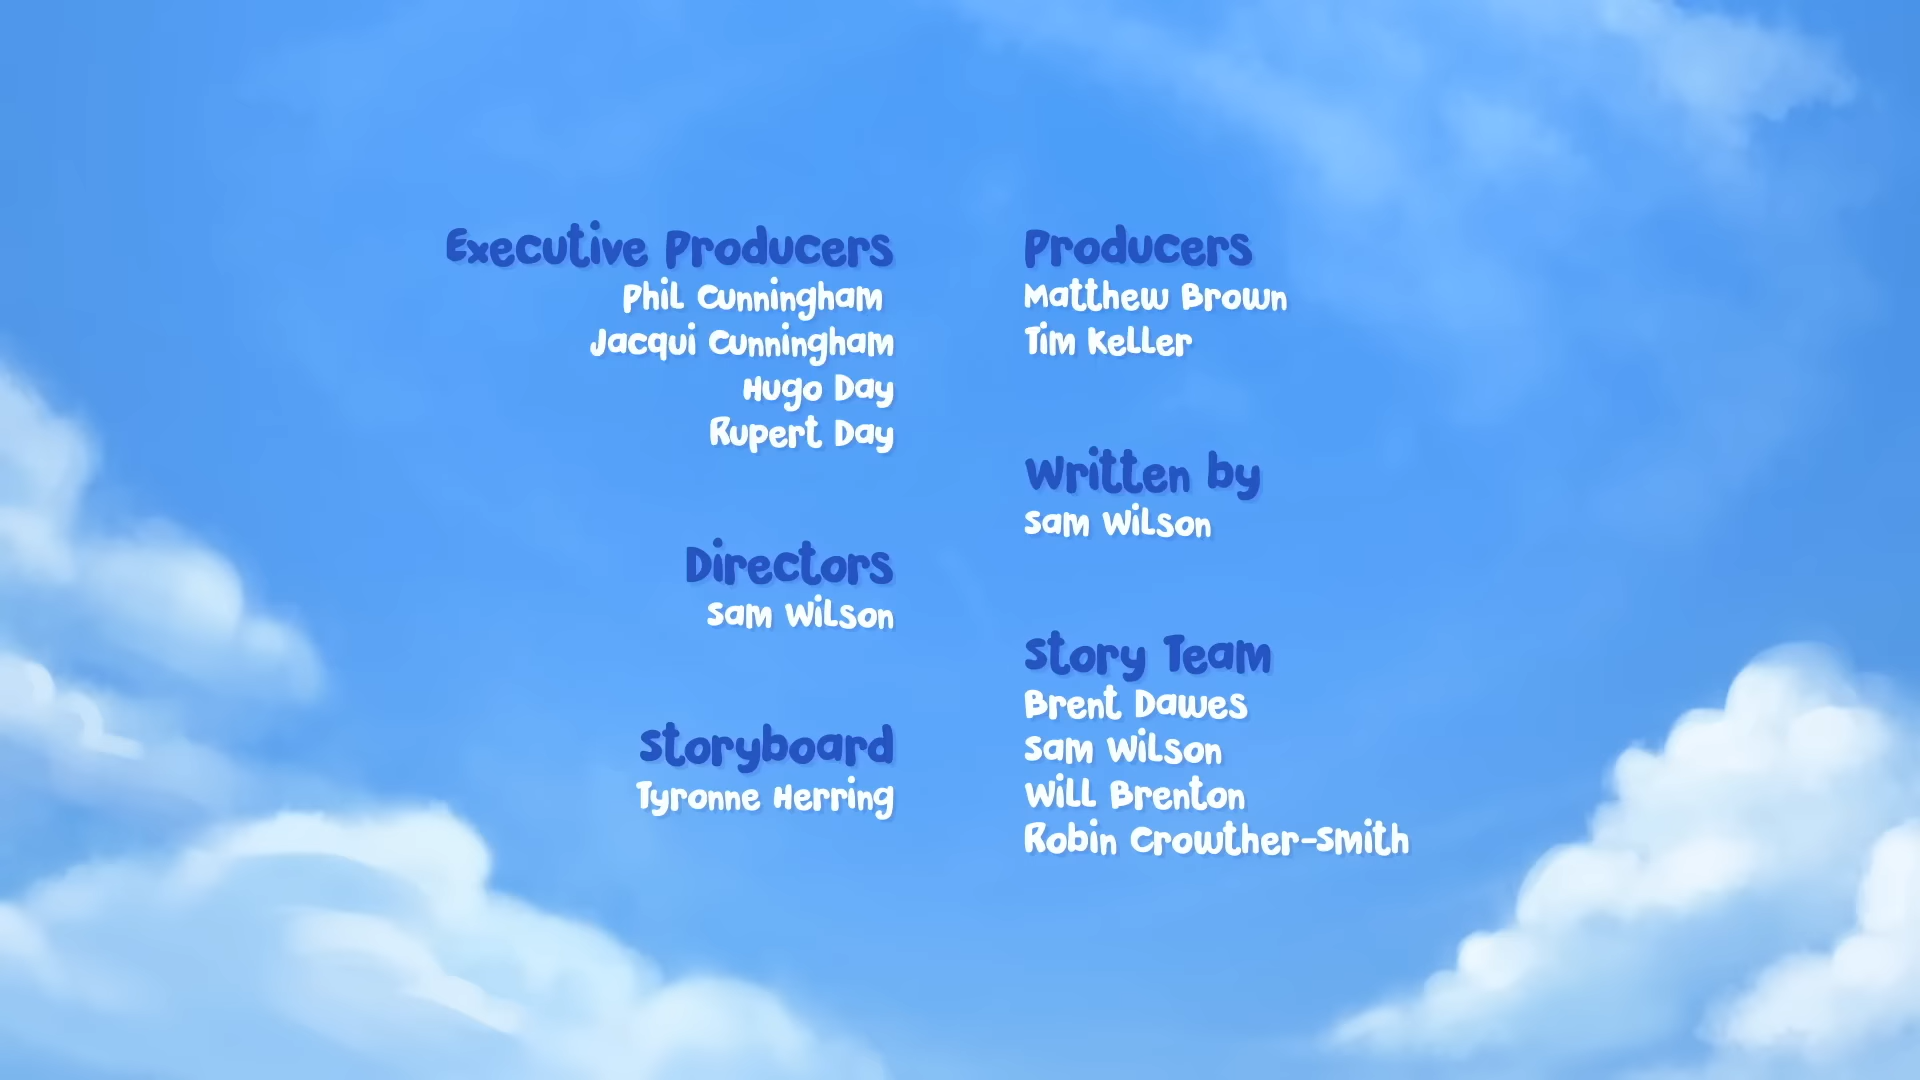 Executive Producers
Phil Cunningham
Jacqui Cunningham
Hugo Day
Rupert Day
Directors
Sam Wilson
Storyboard
Tyronne Herring
Producers
Matthew Brown
Tim Keller
Written by
Sam Wilson
Story Team
Brent Dawes
Sam Wilson
Will Brenton
Robin Crowther-Smith